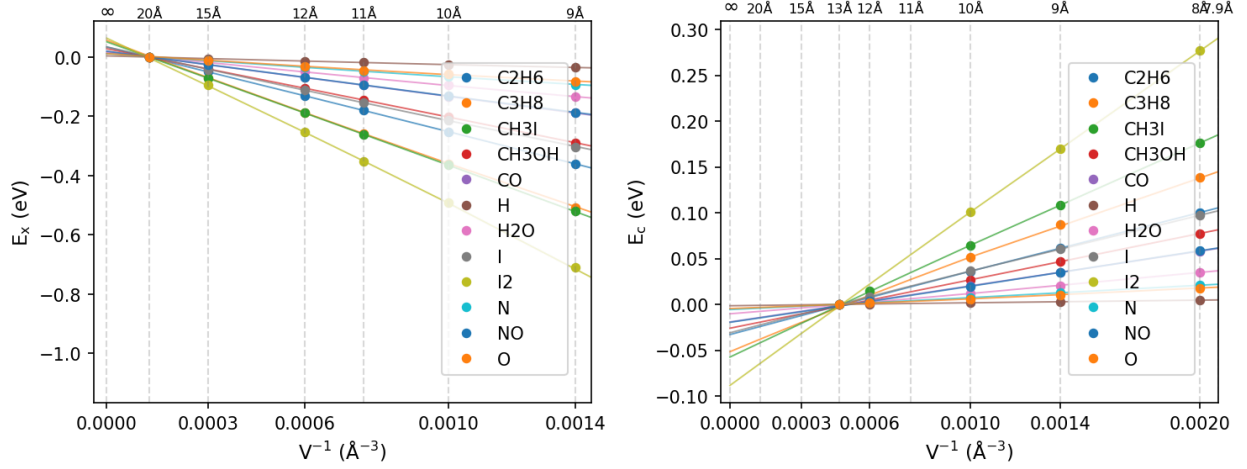 ∞ 20Å 15Å 12Å 11Å 10Å 9Å
0.0
−0.2
−0.4
−0.6
−0.8
−1.0
E_x (eV)
C2H6
C3H8
CH3I
CH3OH
CO
H
H2O
I
I2
N
NO
O
0.0000 0.0003 0.0006 0.0010 0.0014
V⁻¹ (Å⁻³)
∞ 20Å 15Å 13Å 12Å 11Å 10Å 9Å 8Å 7.9Å
0.30
0.25
0.20
0.15
0.10
0.05
0.00
−0.05
−0.10
E_c (eV)
C2H6
C3H8
CH3I
CH3OH
CO
H
H2O
I
I2
N
NO
O
0.0000 0.0003 0.0006 0.0010 0.0014 0.0020
V⁻¹ (Å⁻³)